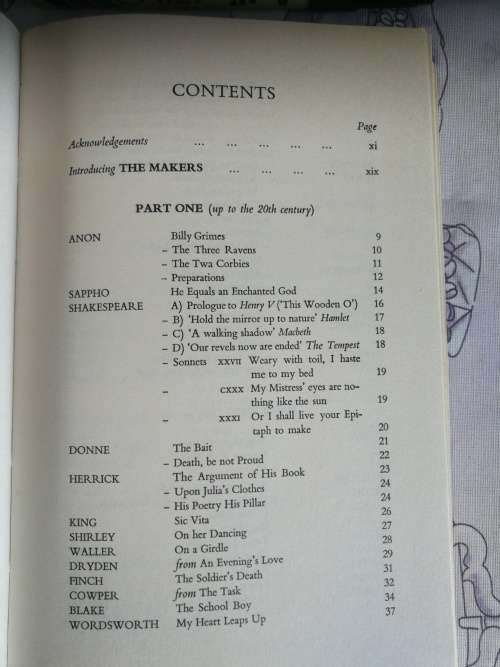 CONTENTS
Page
Acknowledgements ... ... ... ... ... xi
Introducing THE MAKERS ... ... ... ... xix
PART ONE (up to the 20th century)
ANON Billy Grimes 9
– The Three Ravens 10
– The Twa Corbies 11
– Preparations 12
SAPPHO He Equals an Enchanted God 14
SHAKESPEARE A) Prologue to Henry V ('This Wooden O') 16
– B) 'Hold the mirror up to nature' Hamlet 17
– C) 'A walking shadow' Macbeth 18
– D) 'Our revels now are ended' The Tempest 18
– Sonnets XXVII Weary with toil, I haste
me to my bed 19
– CXXX My Mistress' eyes are no-
thing like the sun 19
– XXXI Or I shall live your Epi-
taph to make 20
DONNE The Bait 21
– Death, be not Proud 22
HERRICK The Argument of His Book 23
– Upon Julia's Clothes 24
– His Poetry His Pillar 24
KING Sic Vita 26
SHIRLEY On her Dancing 27
WALLER On a Girdle 28
DRYDEN from An Evening's Love 29
FINCH The Soldier's Death 31
COWPER from The Task 32
BLAKE The School Boy 34
WORDSWORTH My Heart Leaps Up 37